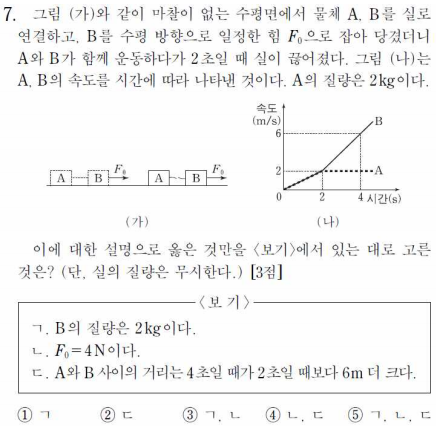 7. 그림 (가)와 같이 마찰이 없는 수평면에서 물체 A, B를 실로
연결하고, B를 수평 방향으로 일정한 힘 F₀으로 잡아 당겼더니
A와 B가 함께 운동하다가 2초일 때 실이 끊어졌다. 그림 (나)는
A, B의 속도를 시간에 따라 나타낸 것이다. A의 질량은 2kg이다.
A B F₀ A B F₀
(가)
속도
(m/s)
6
2
0 2 4 시간(s)
B
A
(나)
이에 대한 설명으로 옳은 것만을 〈보기〉에서 있는 대로 고른
것은? (단, 실의 질량은 무시한다.) [3점]
〈보 기〉
ㄱ. B의 질량은 2kg이다.
ㄴ. F₀=4N이다.
ㄷ. A와 B 사이의 거리는 4초일 때가 2초일 때보다 6m 더 크다.
① ㄱ ② ㄷ ③ ㄱ, ㄴ ④ ㄴ, ㄷ ⑤ ㄱ, ㄴ, ㄷ